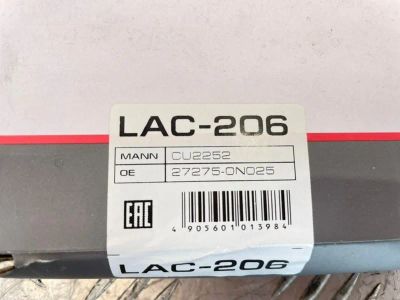 LAC-206
MANN CU2252
OE 27275-0N025
EAC
4 905601 013984
LAC-206